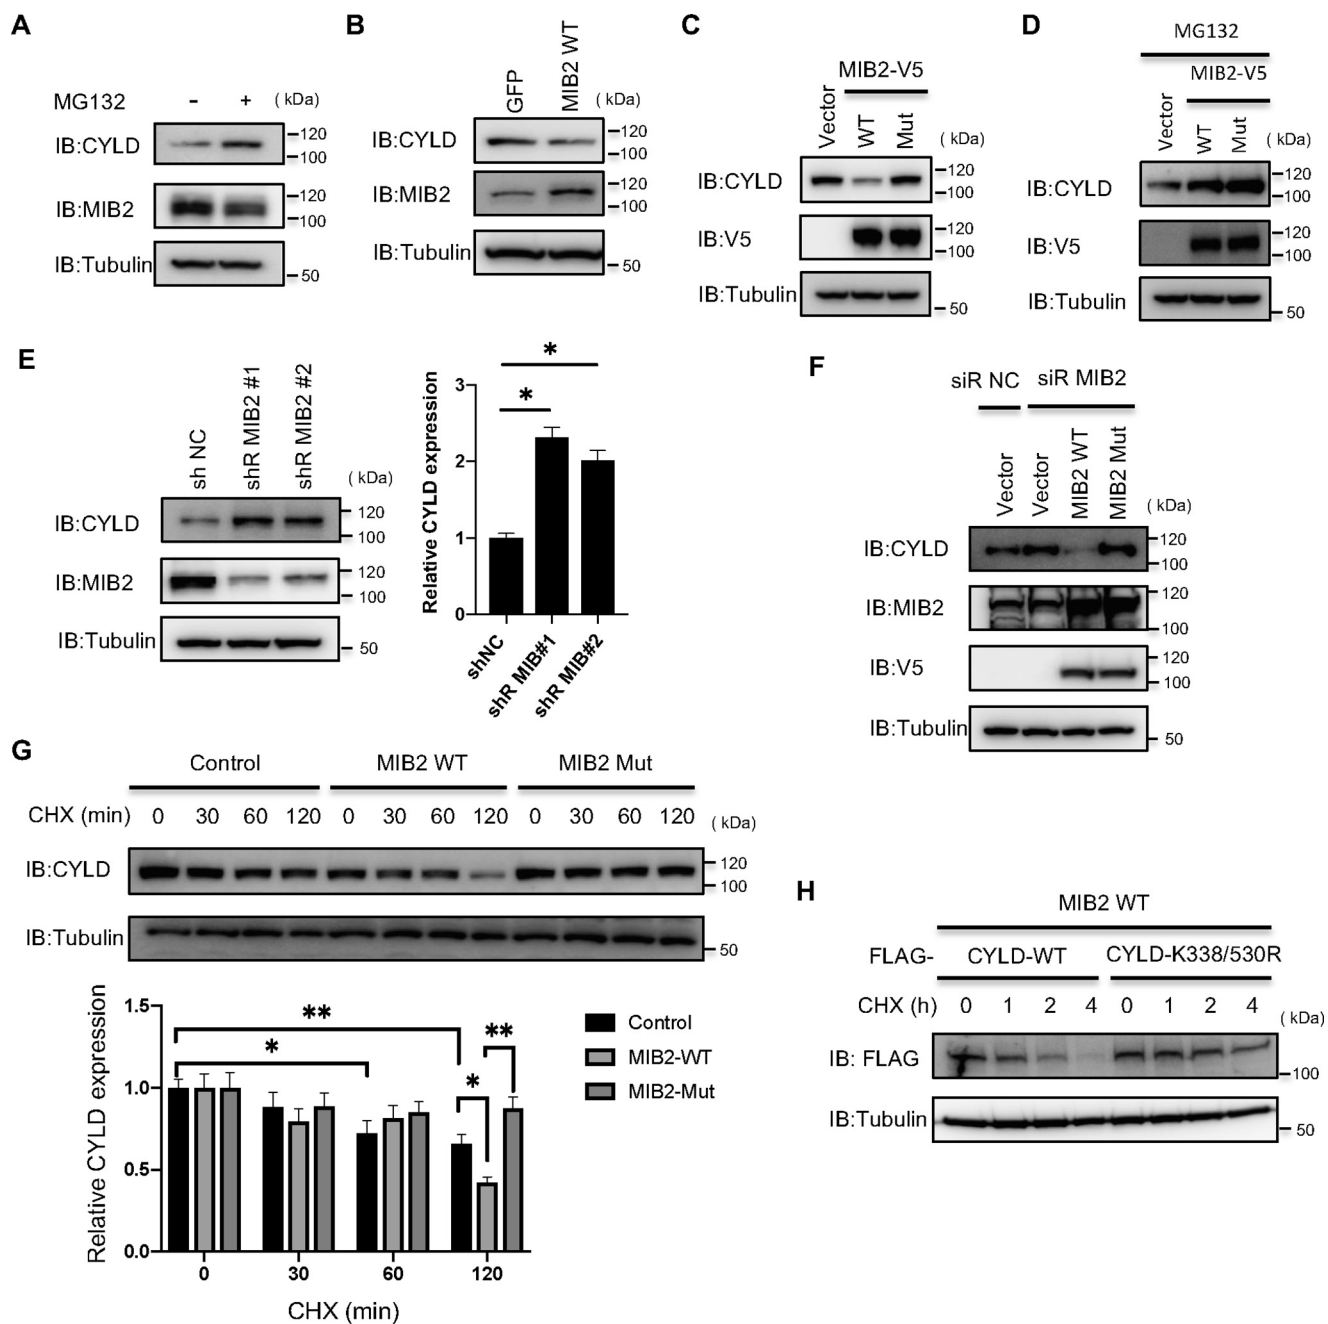 A
MG132 - + ( kDa)
IB:CYLD 120
100
IB:MIB2 120
100
IB:Tubulin 50
B
GFP MIB2 WT
( kDa)
IB:CYLD 120
100
IB:MIB2 120
100
IB:Tubulin 50
C
MIB2-V5
Vector WT Mut ( kDa)
IB:CYLD 120
100
IB:V5 120
100
IB:Tubulin 50
D
MG132
MIB2-V5
Vector WT Mut ( kDa)
IB:CYLD 120
100
IB:V5 120
100
IB:Tubulin 50
E
sh NC shR MIB2 #1 shR MIB2 #2
( kDa)
IB:CYLD 120
100
IB:MIB2 120
100
IB:Tubulin 50
Relative CYLD expression
3
2
1
0
* *
shNC shR MIB#1 shR MIB#2
F
siR NC siR MIB2
Vector Vector MIB2 WT MIB2 Mut
( kDa)
IB:CYLD 120
100
IB:MIB2 120
100
IB:V5 120
100
IB:Tubulin 50
G
Control MIB2 WT MIB2 Mut
CHX (min) 0 30 60 120 0 30 60 120 0 30 60 120 ( kDa)
IB:CYLD 120
100
IB:Tubulin 50
Relative CYLD expression
1.5
1.0
0.5
0.0
** * * **
Control
MIB2-WT
MIB2-Mut
0 30 60 120
CHX (min)
H
MIB2 WT
FLAG- CYLD-WT CYLD-K338/530R
CHX (h) 0 1 2 4 0 1 2 4 ( kDa)
IB: FLAG 100
IB:Tubulin 50